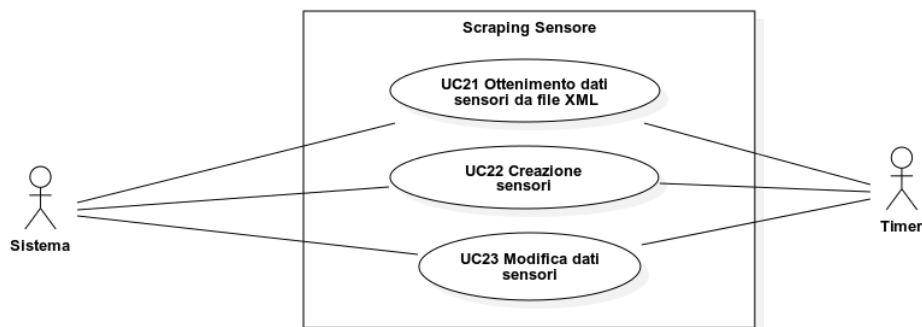 Scraping Sensore
UC21 Ottenimento dati
sensori da file XML
UC22 Creazione
sensori
Sistema
Timer
UC23 Modifica dati
sensori